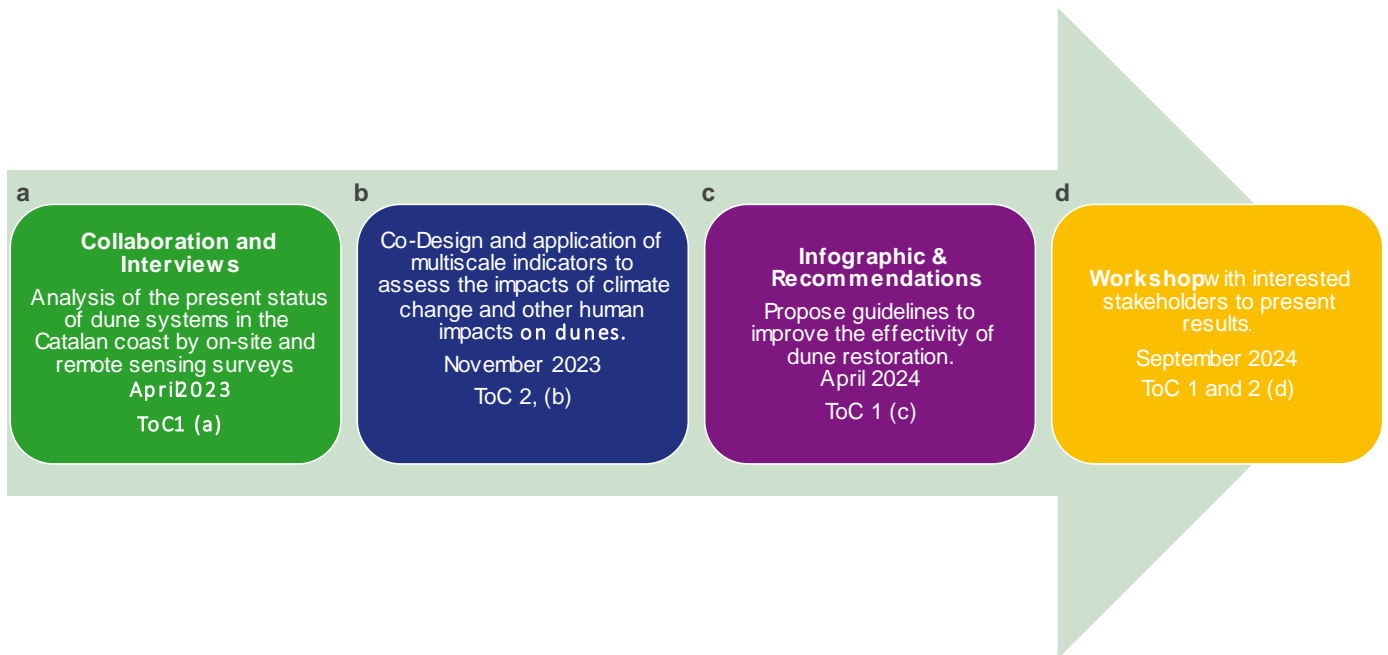 a
Collaboration and
Interviews
Analysis of the present status
of dune systems in the
Catalan coast by on-site and
remote sensing surveys.
April2023
ToC1 (a)
b
Co-Design and application of
multiscale indicators to
assess the impacts of climate
change and other human
impacts on dunes.
November 2023
ToC 2, (b)
c
Infographic &
Recommendations
Propose guidelines to
improve the effectivity of
dune restoration.
April 2024
ToC 1 (c)
d
Workshop with interested
stakeholders to present
results.
September 2024
ToC 1 and 2 (d)